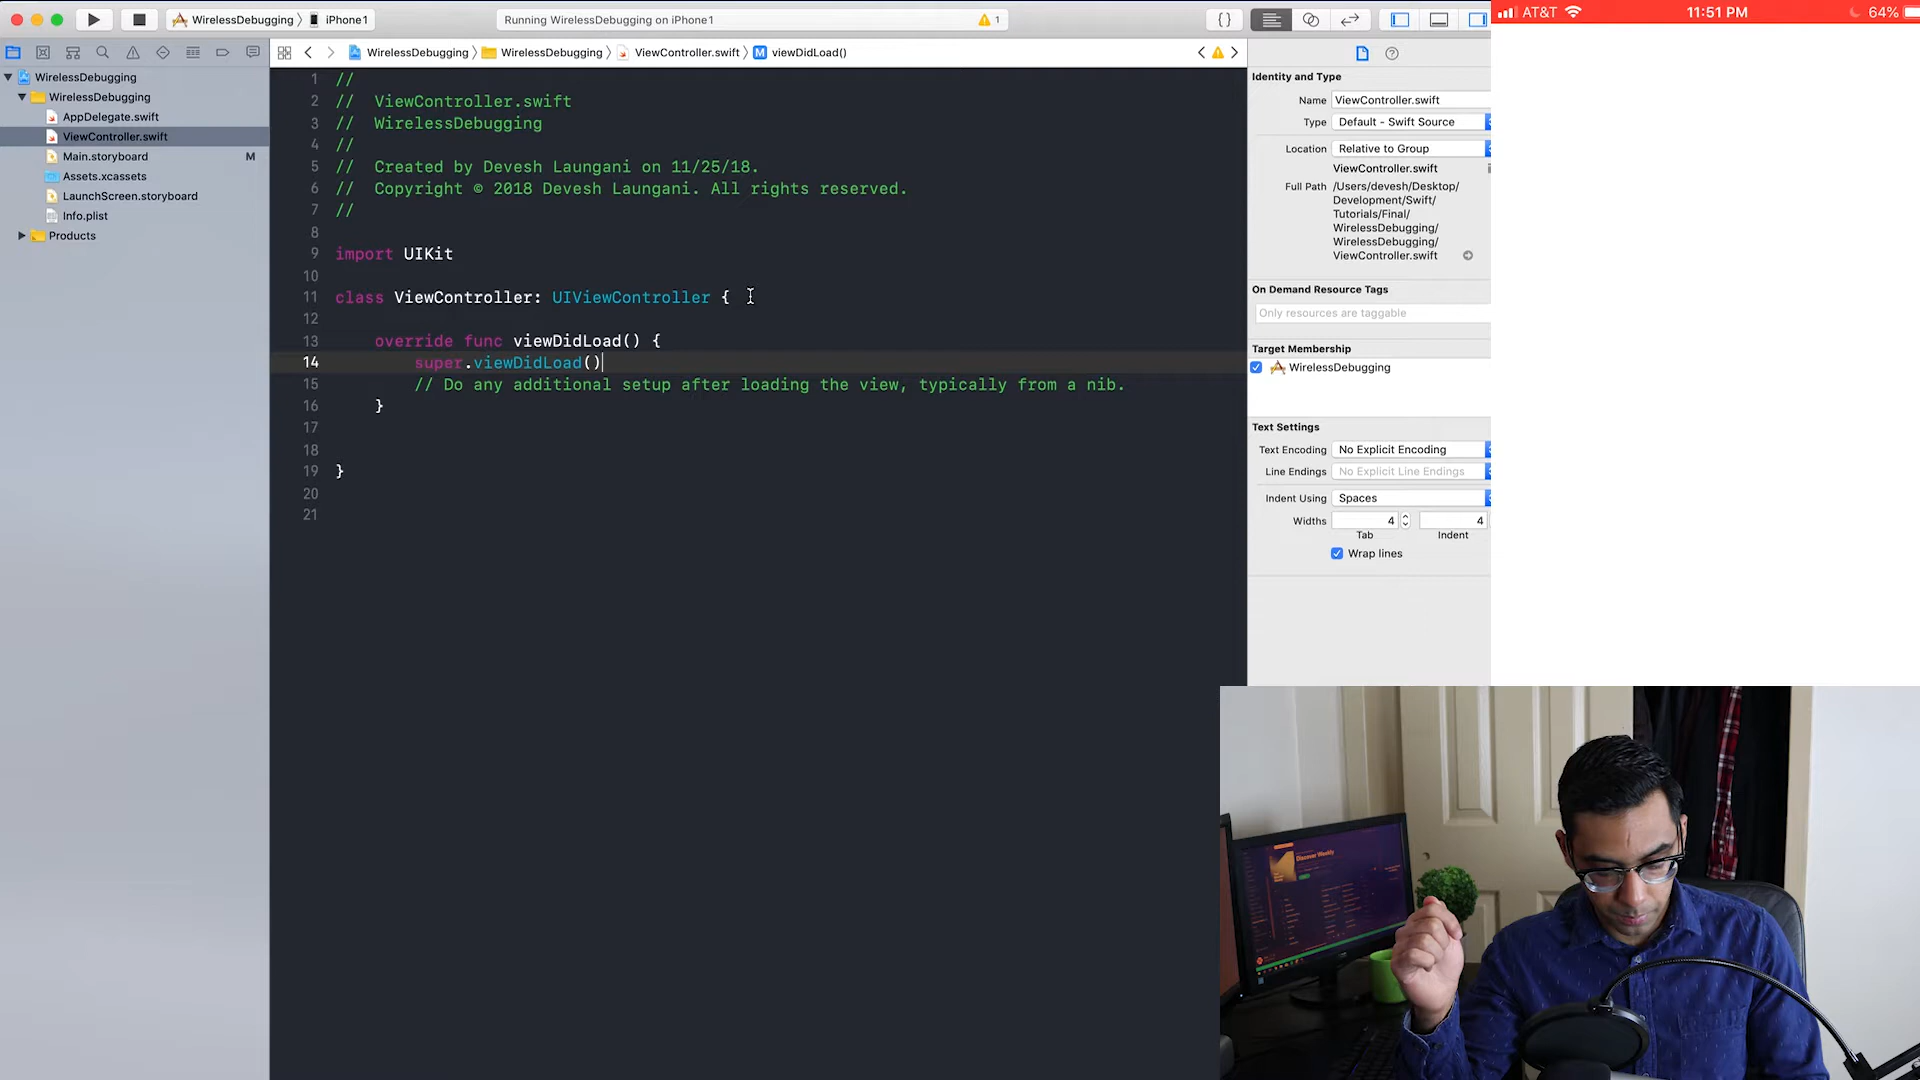 WirelessDebugging 〉 iPhone1
Running WirelessDebugging on iPhone1
1
AT&T
11:51 PM
64%
WirelessDebugging 〉 WirelessDebugging 〉 ViewController.swift 〉 M viewDidLoad()
WirelessDebugging
WirelessDebugging
AppDelegate.swift
ViewController.swift
Main.storyboard M
Assets.xcassets
LaunchScreen.storyboard
Info.plist
Products
1 //
2 //  ViewController.swift
3 //  WirelessDebugging
4 //
5 //  Created by Devesh Laungani on 11/25/18.
6 //  Copyright © 2018 Devesh Laungani. All rights reserved.
7 //
8
9 import UIKit
10
11 class ViewController: UIViewController {
12
13     override func viewDidLoad() {
14         super.viewDidLoad()
15         // Do any additional setup after loading the view, typically from a nib.
16     }
17
18
19 }
20
21
Identity and Type
Name ViewController.swift
Type Default - Swift Source
Location Relative to Group
ViewController.swift
Full Path /Users/devesh/Desktop/
Development/Swift/
Tutorials/Final/
WirelessDebugging/
WirelessDebugging/
ViewController.swift
On Demand Resource Tags
Only resources are taggable
Target Membership
WirelessDebugging
Text Settings
Text Encoding No Explicit Encoding
Line Endings No Explicit Line Endings
Indent Using Spaces
Widths 4 4
Tab Indent
Wrap lines
Discover Weekly